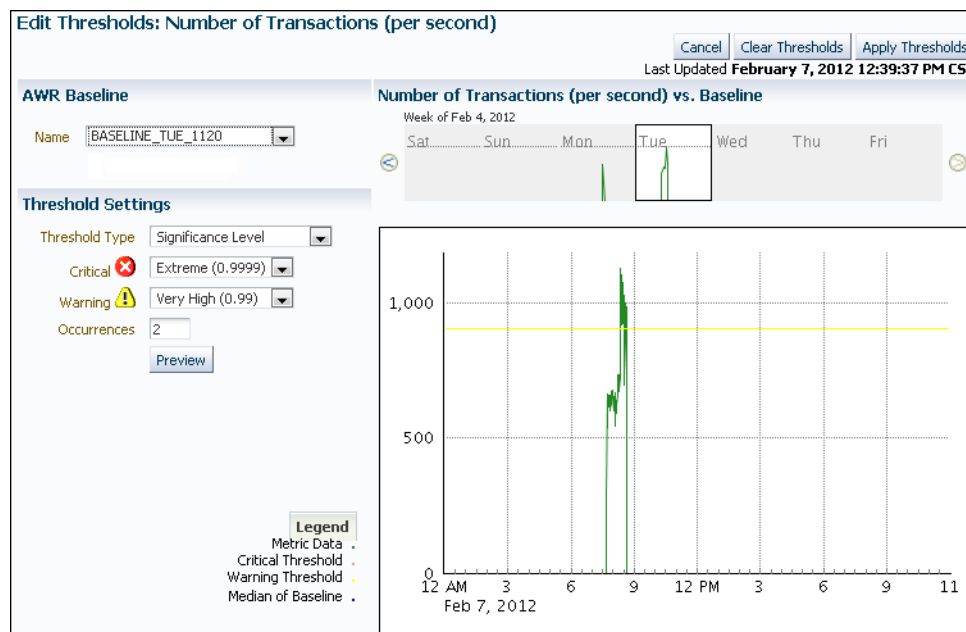 Edit Thresholds: Number of Transactions (per second)
Cancel Clear Thresholds Apply Thresholds
Last Updated February 7, 2012 12:39:37 PM CS
AWR Baseline
Name BASELINE_TUE_1120
Number of Transactions (per second) vs. Baseline
Week of Feb 4, 2012
Sat Sun Mon Tue Wed Thu Fri
Threshold Settings
Threshold Type Significance Level
Critical Extreme (0.9999)
Warning Very High (0.99)
Occurrences 2
Preview
Legend
Metric Data
Critical Threshold
Warning Threshold
Median of Baseline
1,000
500
0
12 AM 3 6 9 12 PM 3 6 9 11
Feb 7, 2012